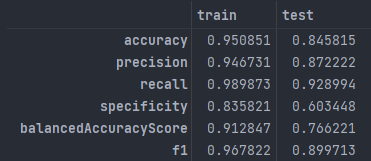 train test
accuracy 0.950851 0.845815
precision 0.946731 0.872222
recall 0.989873 0.928994
specificity 0.835821 0.603448
balancedAccuracyScore 0.912847 0.766221
f1 0.967822 0.899713